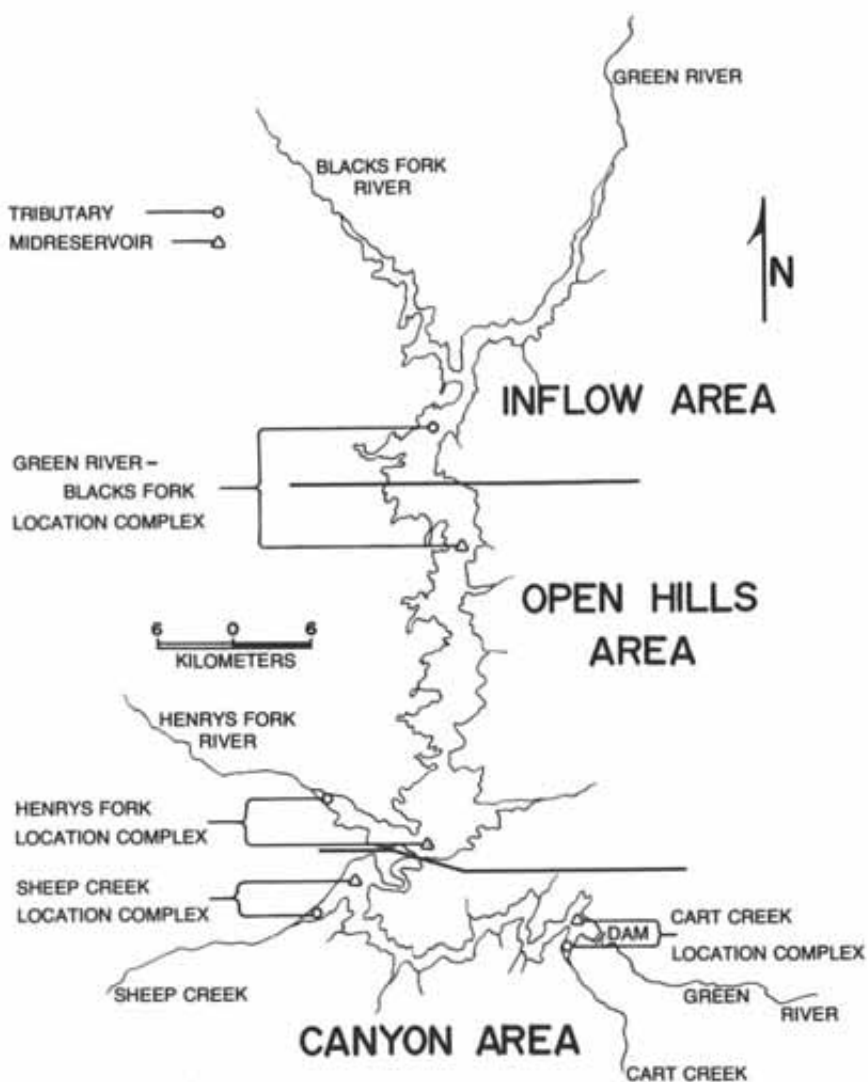 GREEN RIVER
BLACKS FORK
RIVER
TRIBUTARY
MIDRESERVOIR
N
INFLOW AREA
GREEN RIVER –
BLACKS FORK
LOCATION COMPLEX
OPEN HILLS
AREA
6 0 6
KILOMETERS
HENRYS FORK
RIVER
HENRYS FORK
LOCATION COMPLEX
SHEEP CREEK
LOCATION COMPLEX
CART CREEK
DAM
LOCATION COMPLEX
SHEEP CREEK
GREEN
RIVER
CANYON AREA
CART CREEK